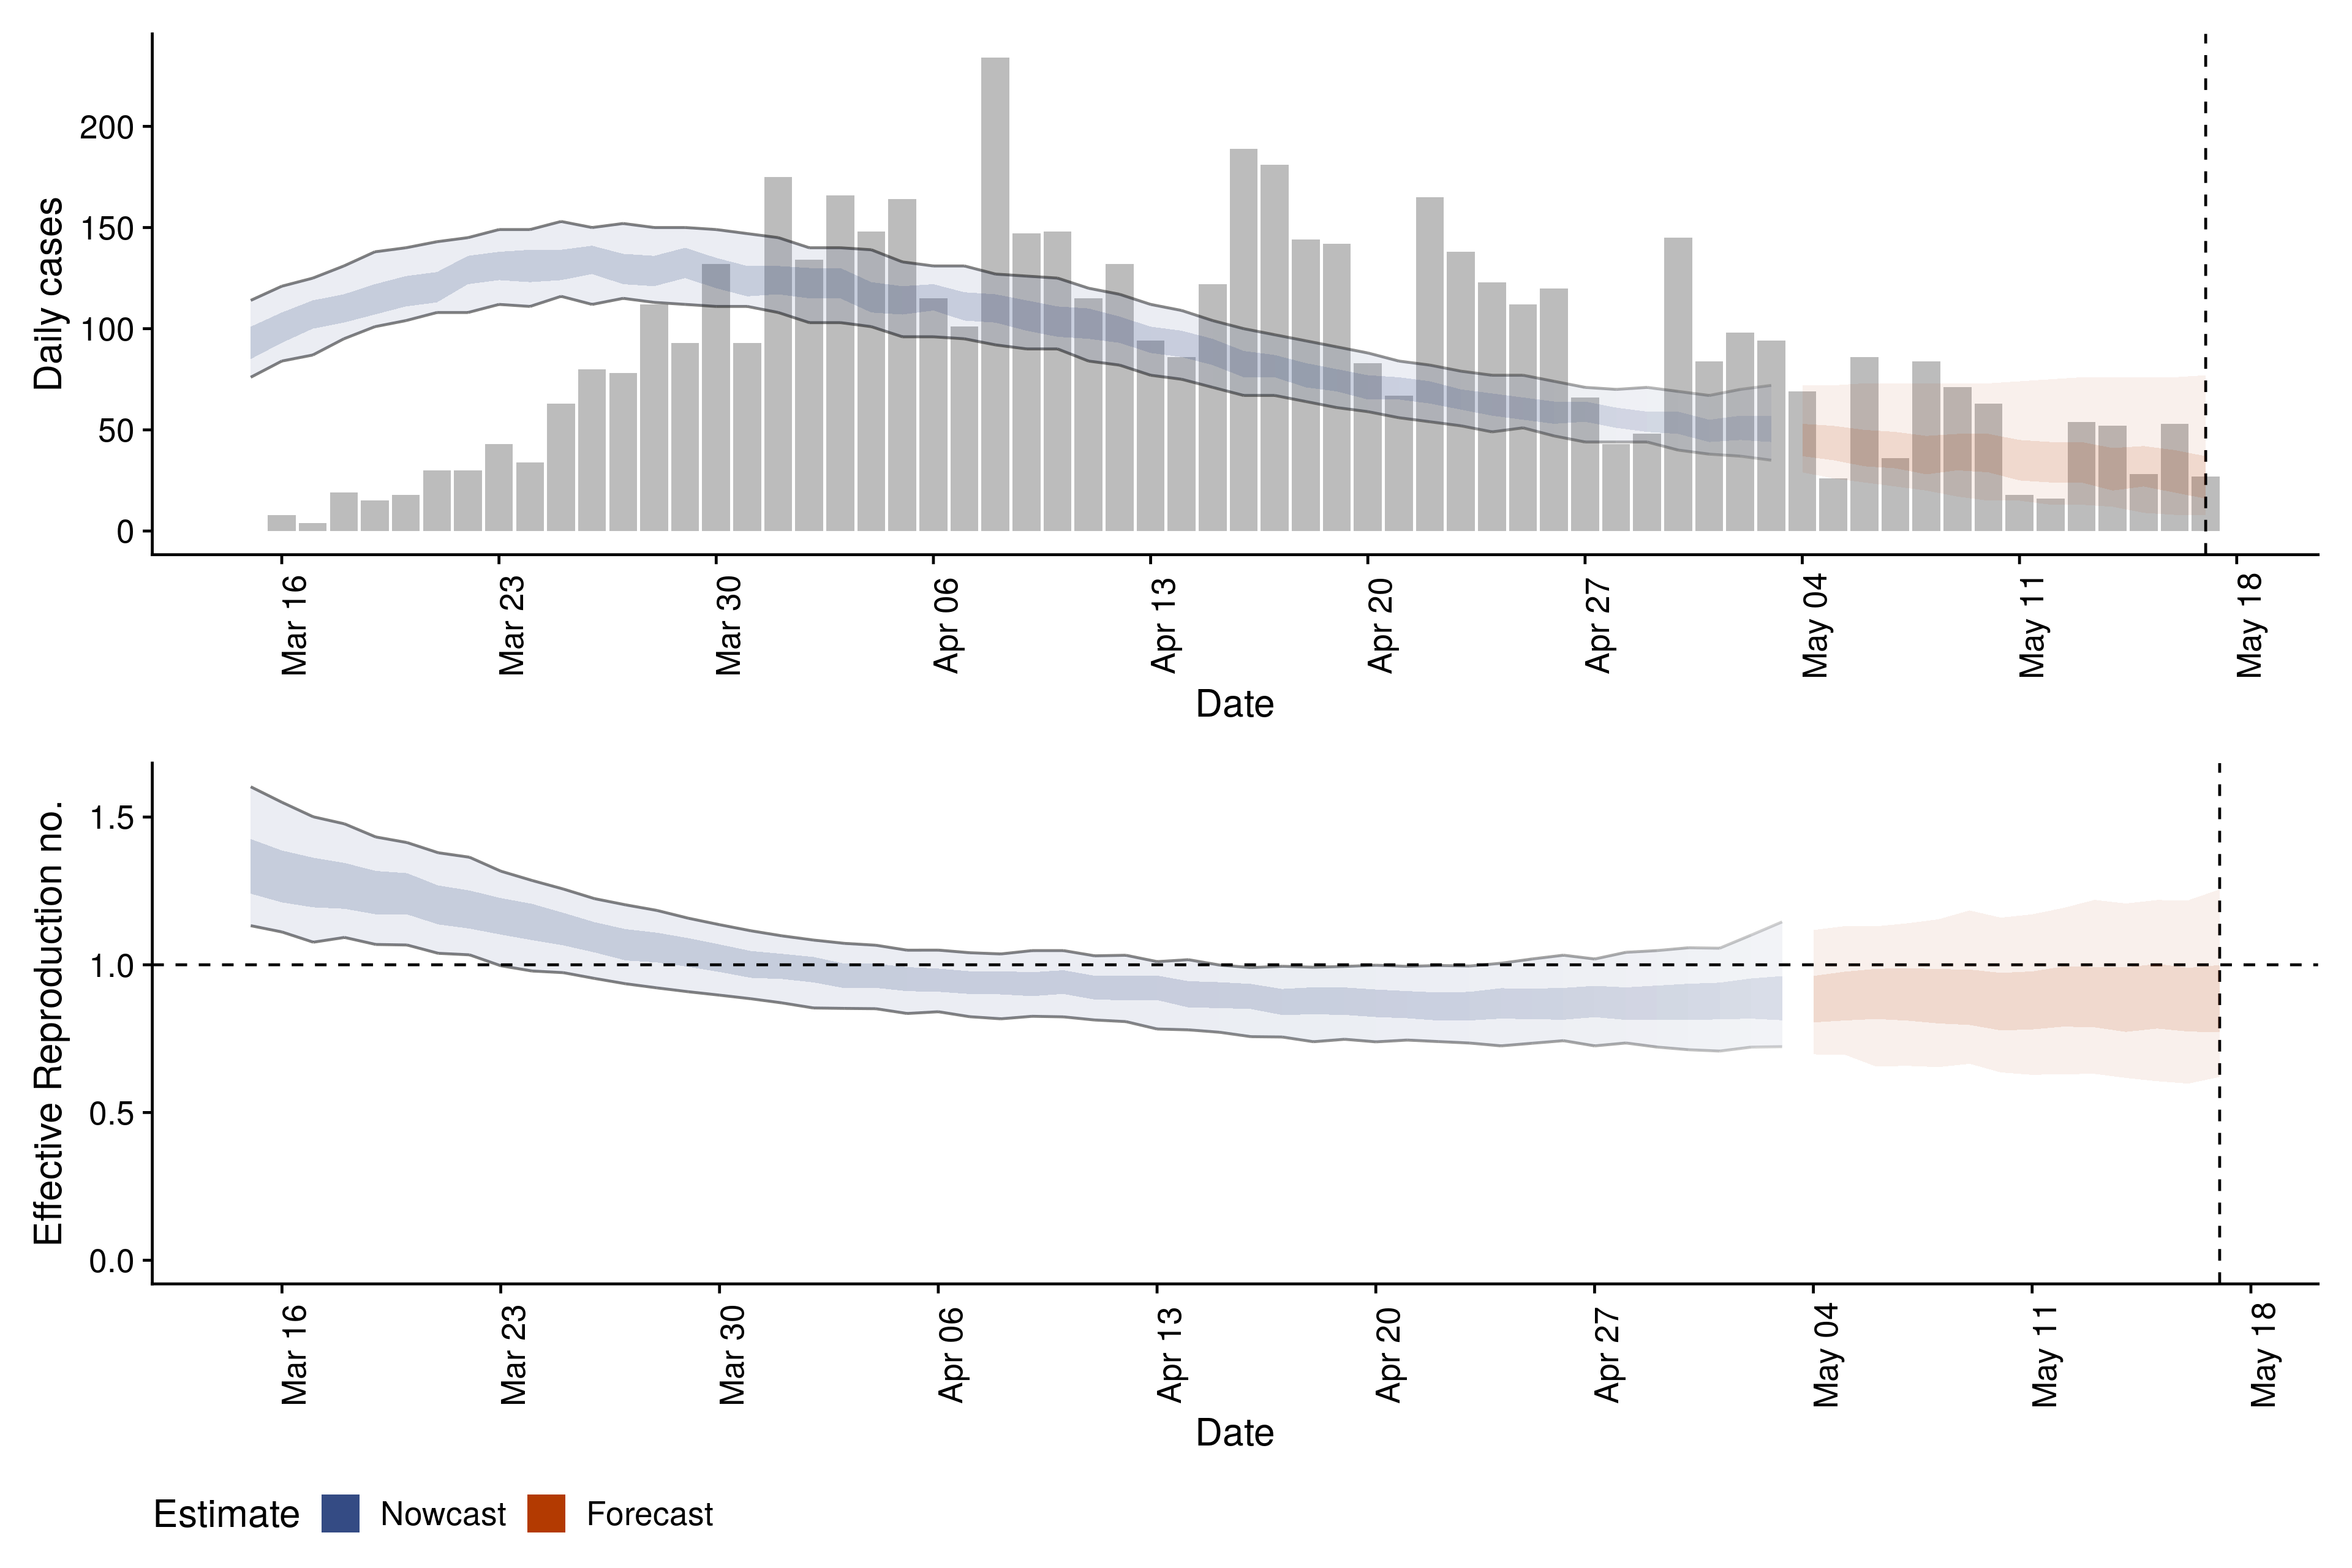 Daily cases
200
150
100
50
0
Mar 16
Mar 23
Mar 30
Apr 06
Apr 13
Apr 20
Apr 27
May 04
May 11
May 18
Date
Effective Reproduction no.
1.5
1.0
0.5
0.0
Mar 16
Mar 23
Mar 30
Apr 06
Apr 13
Apr 20
Apr 27
May 04
May 11
May 18
Date
Estimate Nowcast Forecast